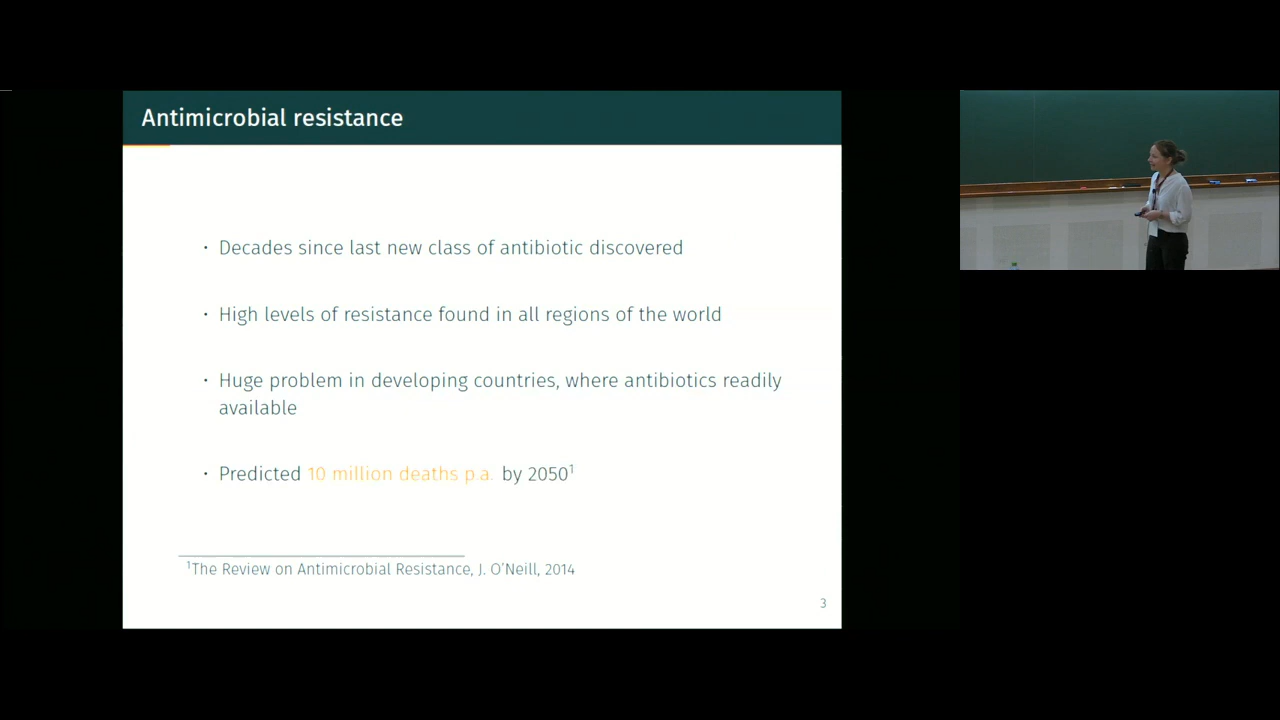 Antimicrobial resistance
· Decades since last new class of antibiotic discovered
· High levels of resistance found in all regions of the world
· Huge problem in developing countries, where antibiotics readily
available
· Predicted 10 million deaths p.a. by 2050¹
¹The Review on Antimicrobial Resistance, J. O'Neill, 2014
3